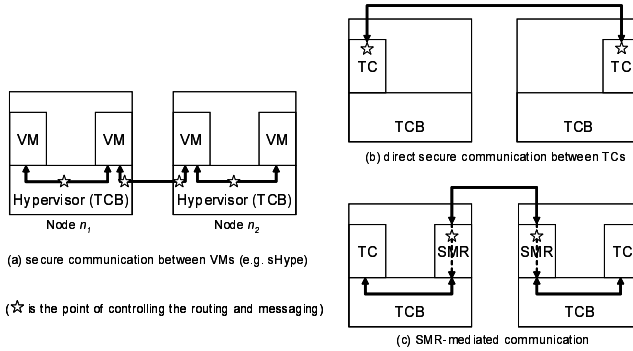 VM VM VM VM
Hypervisor (TCB) Hypervisor (TCB)
Node n1 Node n2
(a) secure communication between VMs (e.g. sHype)
(☆ is the point of controlling the routing and messaging)
TC TC
TCB TCB
(b) direct secure communication between TCs
TC SMR SMR TC
TCB TCB
(c) SMR-mediated communication